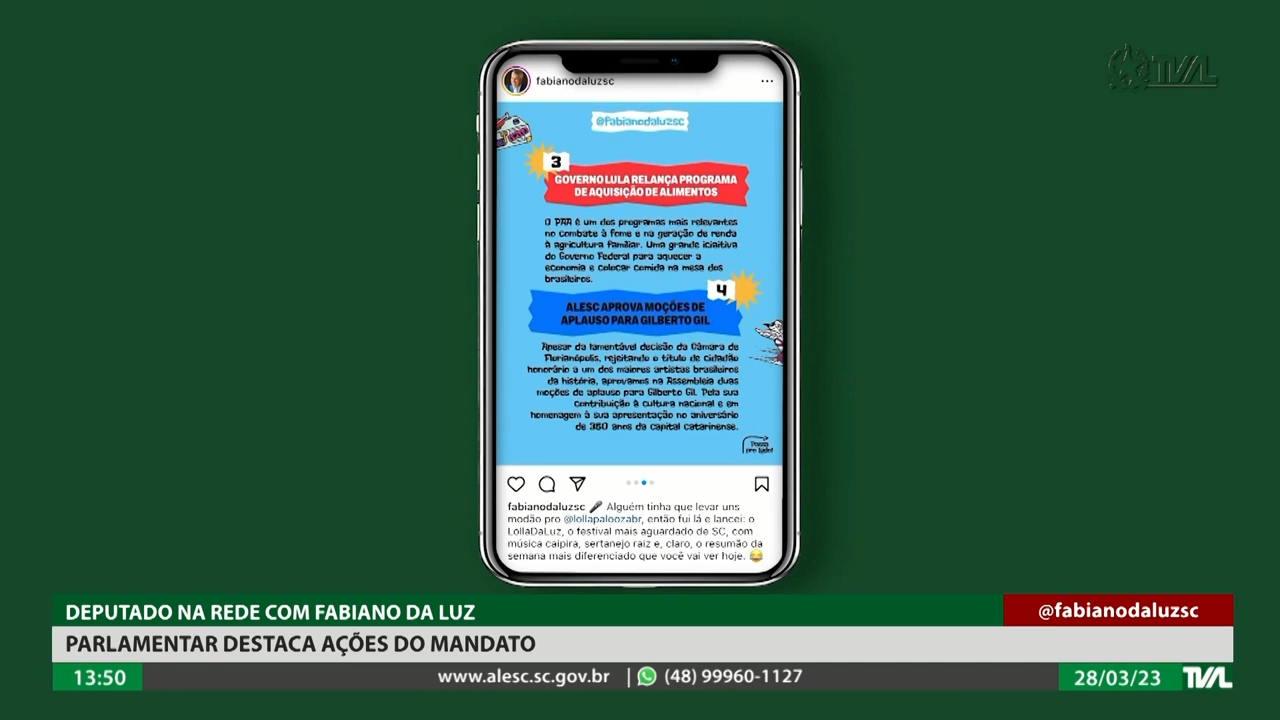 TVAL
fabianodaluzsc
@fabianodaluzsc
3
GOVERNO LULA RELANÇA PROGRAMA
DE AQUISIÇÃO DE ALIMENTOS
O PAA é um dos programas mais relevantes
no combate à fome e na geração de renda
à agricultura familiar. Uma grande iciaitiva
do Governo Federal para aquecer a
economia e colocar comida na mesa dos
brasileiros.
4
ALESC APROVA MOÇÕES DE
APLAUSO PARA GILBERTO GIL
Apesar da lamentável decisão da Câmara de
Florianópolis, rejeitando o título de cidadão
honorário a um dos maiores artistas brasileiros
da história, aprovamos na Assembleia duas
moções de aplauso para Gilberto Gil. Pela sua
contribuição à cultura nacional e em
homenagem à sua apresentação no aniversário
de 350 anos da capital catarinense.
Passa
pro lado!
fabianodaluzsc 🎤 Alguém tinha que levar uns
modão pro @lollapaloozabr, então fui lá e lancei: o
LollaDaLuz, o festival mais aguardado de SC, com
música caipira, sertanejo raiz e, claro, o resumão da
semana mais diferenciado que você vai ver hoje. 😂
DEPUTADO NA REDE COM FABIANO DA LUZ
@fabianodaluzsc
PARLAMENTAR DESTACA AÇÕES DO MANDATO
13:50
www.alesc.sc.gov.br | (48) 99960-1127
28/03/23
TVAL